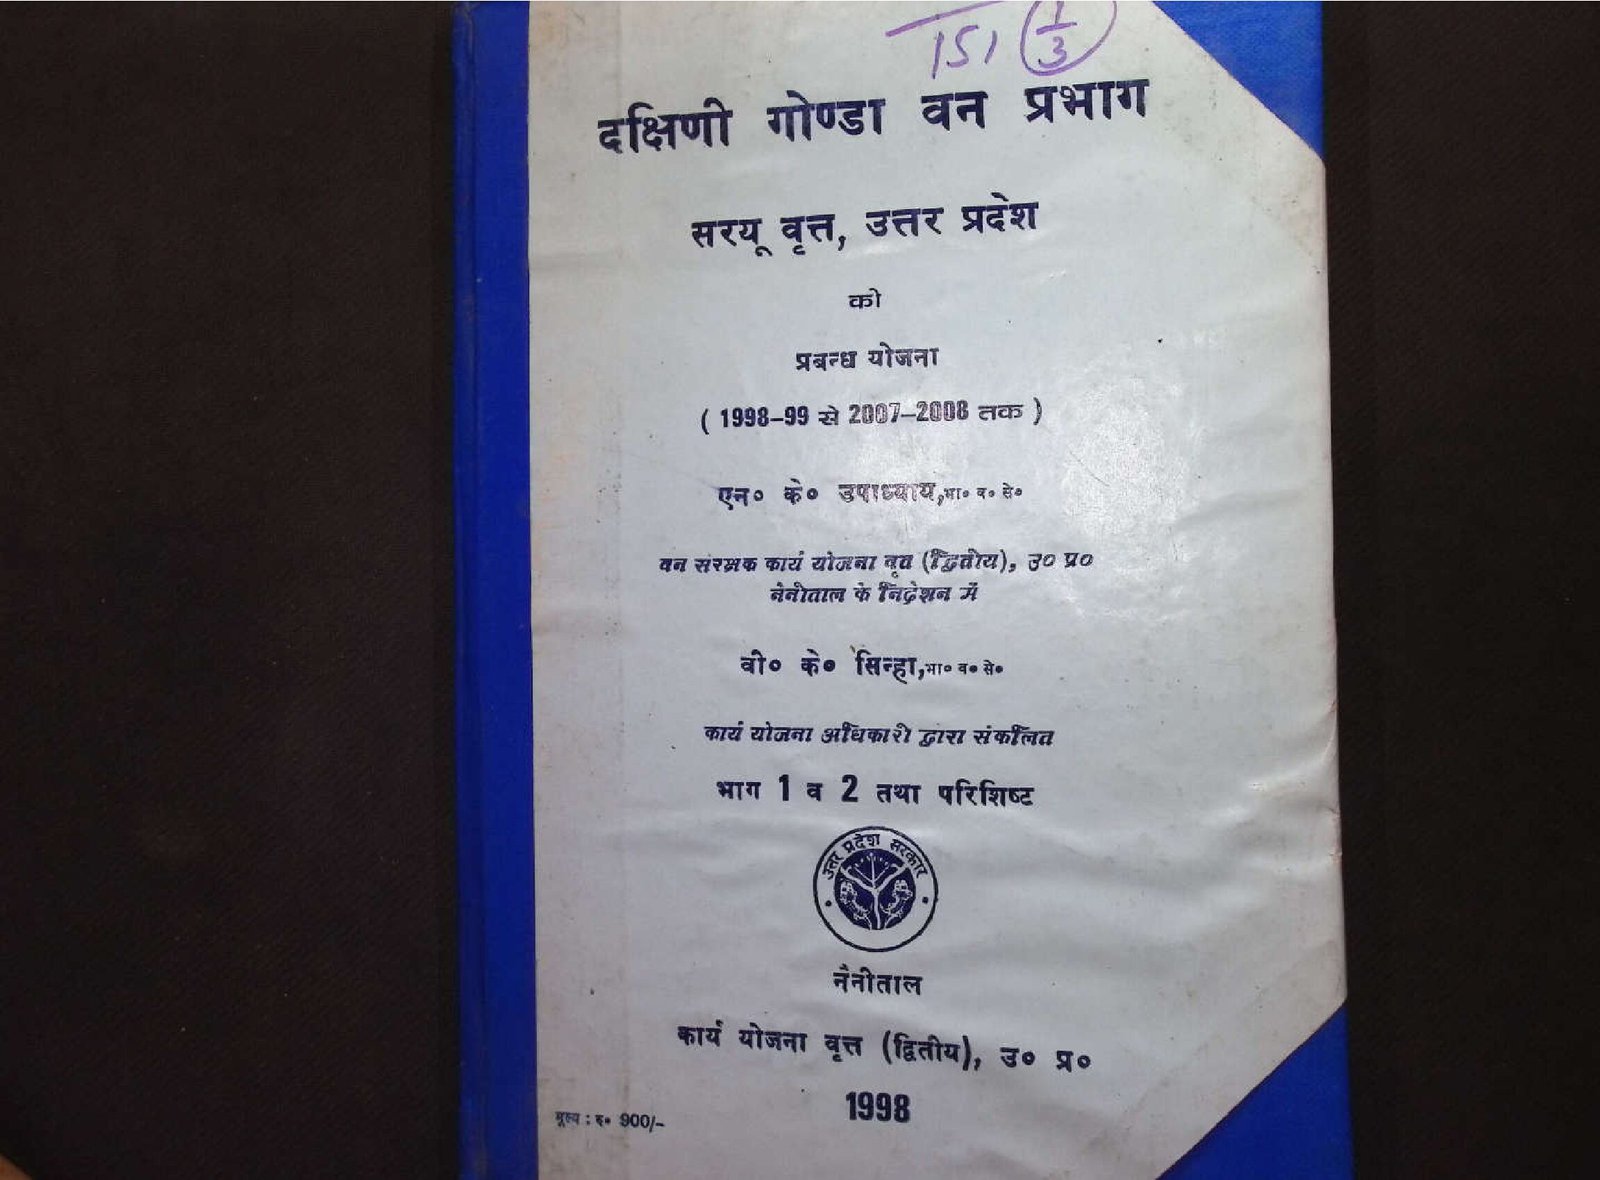 151 1/3
दक्षिणी गोण्डा वन प्रभाग
सरयू वृत्त, उत्तर प्रदेश
की
प्रबन्ध योजना
( 1998-99 से 2007-2008 तक )
एन० के० उपाध्याय,भा० व० से०
वन संरक्षक कार्य योजना वृत (द्वितीय), उ० प्र०
नैनीताल के निद्रेशन में
वी० के० सिन्हा,भा० व० से०
कार्य योजना अधिकारी द्वारा संकलित
भाग 1 व 2 तथा परिशिष्ट
उत्तर प्रदेश सरकार
नैनीताल
कार्य योजना वृत्त (द्वितीय), उ० प्र०
1998
मूल्य : रु० 900/-